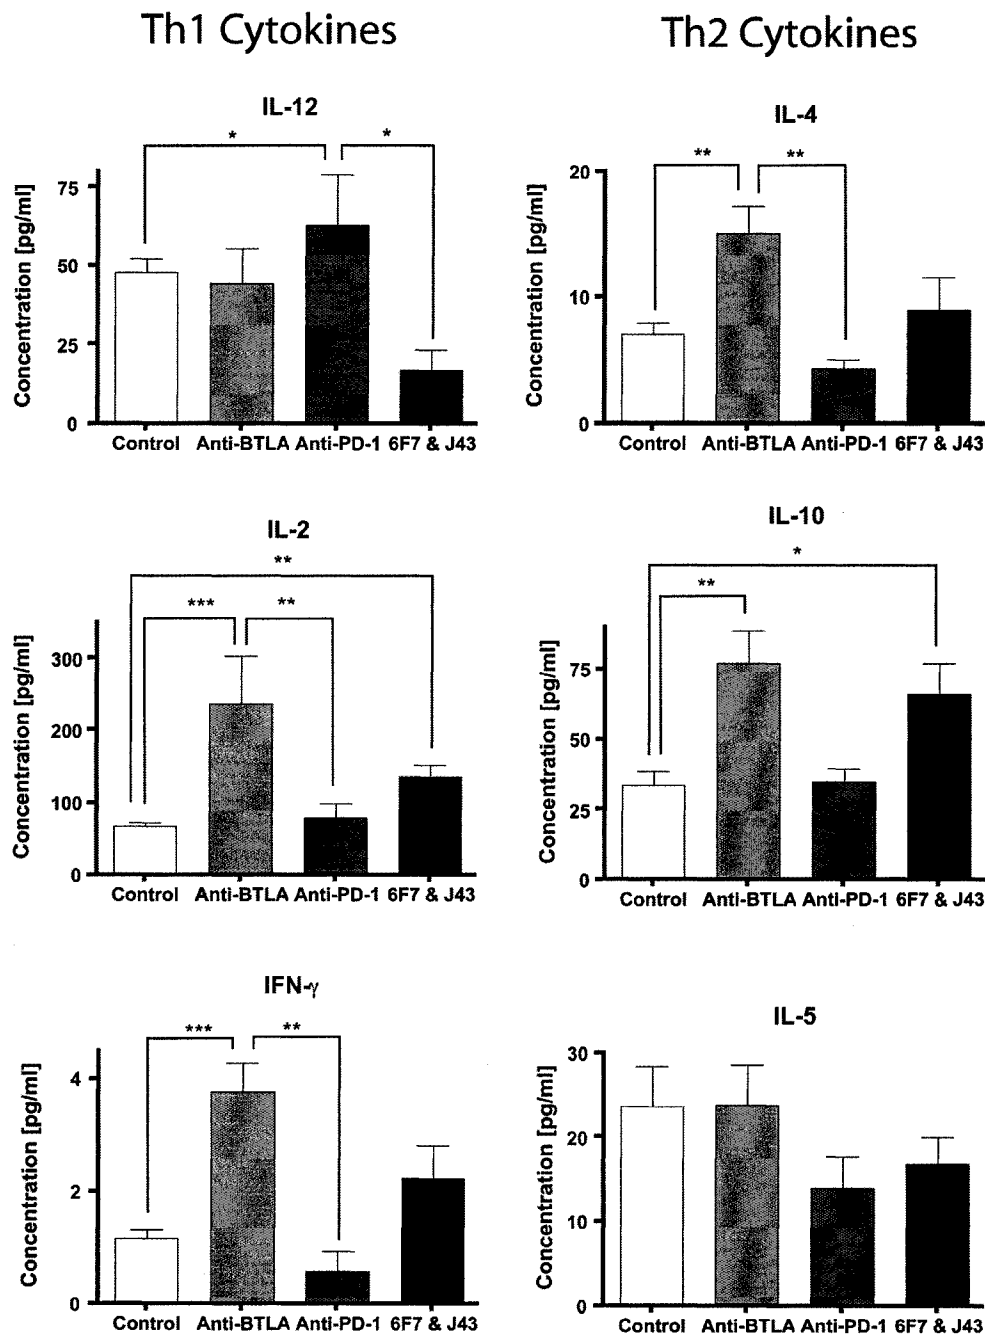 Th1 Cytokines
Th2 Cytokines
IL-12
* *
Concentration [pg/ml]
75
50
25
0
Control Anti-BTLA Anti-PD-1 6F7 & J43
IL-4
** **
Concentration [pg/ml]
20
10
0
Control Anti-BTLA Anti-PD-1 6F7 & J43
IL-2
**
*** **
Concentration [pg/ml]
300
200
100
0
Control Anti-BTLA Anti-PD-1 6F7 & J43
IL-10
*
**
Concentration [pg/ml]
75
50
25
0
Control Anti-BTLA Anti-PD-1 6F7 & J43
IFN-γ
*** **
Concentration [pg/ml]
4
2
0
Control Anti-BTLA Anti-PD-1 6F7 & J43
IL-5
Concentration [pg/ml]
30
20
10
0
Control Anti-BTLA Anti-PD-1 6F7 & J43